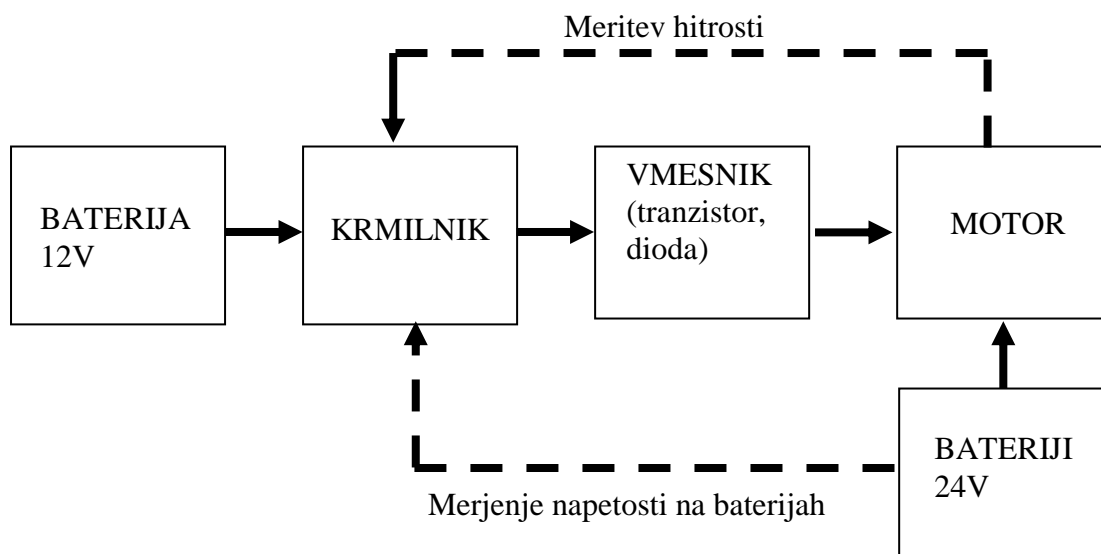 Meritev hitrosti
BATERIJA
12V
KRMILNIK
VMESNIK
(tranzistor,
dioda)
MOTOR
BATERIJI
24V
Merjenje napetosti na baterijah